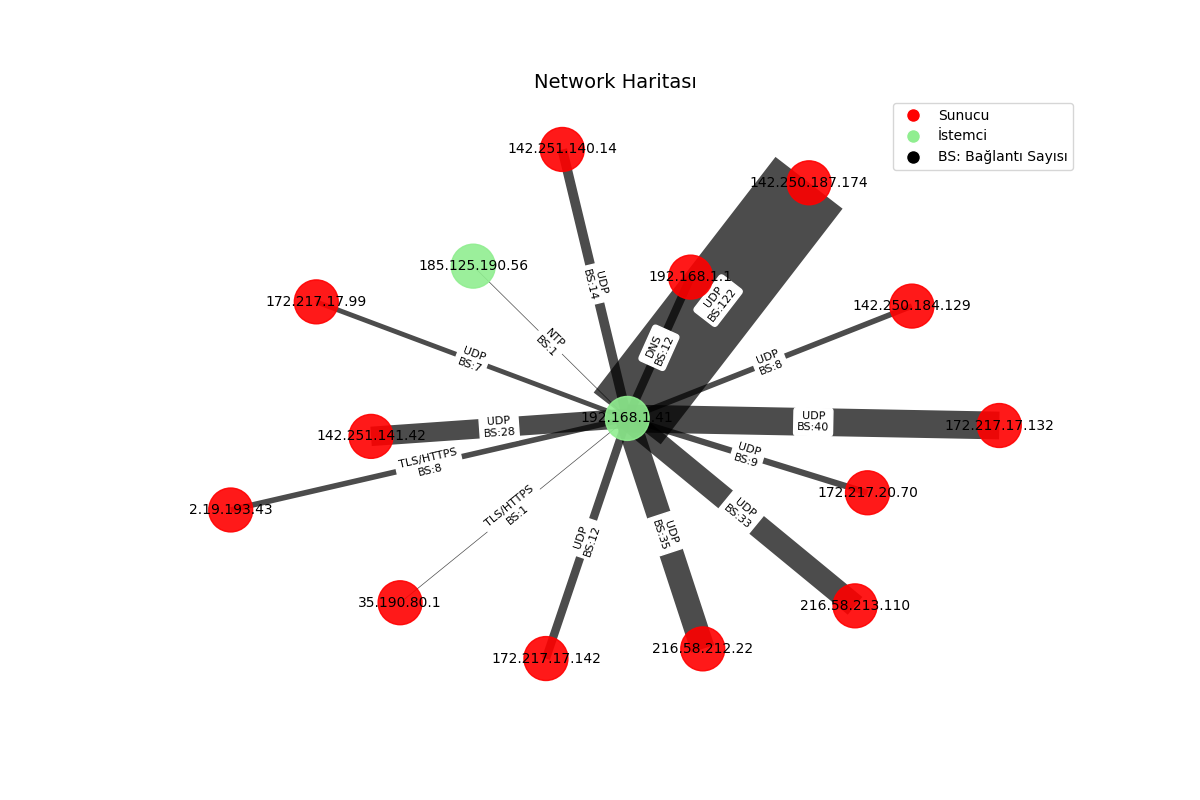 Network Haritası
Sunucu
İstemci
BS: Bağlantı Sayısı
142.251.140.14
142.250.187.174
185.125.190.56
192.168.1.1
172.217.17.99
142.250.184.129
UDP
BS:14
UDP
BS:122
NTP
BS:1
DNS
BS:12
UDP
BS:7
UDP
BS:8
192.168.1.41
142.251.141.42
UDP
BS:28
UDP
BS:40
172.217.17.132
TLS/HTTPS
BS:8
UDP
BS:9
172.217.20.70
2.19.193.43
TLS/HTTPS
BS:1
UDP
BS:33
UDP
BS:12
UDP
BS:35
35.190.80.1
216.58.213.110
172.217.17.142
216.58.212.22